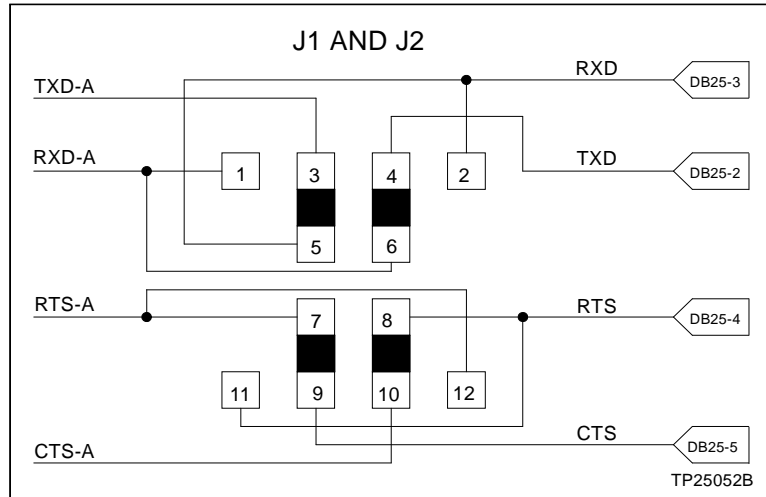 J1 AND J2
TXD-A
RXD
DB25-3
RXD-A
1
3
4
2
TXD
DB25-2
5
6
RTS-A
7
8
RTS
DB25-4
11
9
10
12
CTS-A
CTS
DB25-5
TP25052B